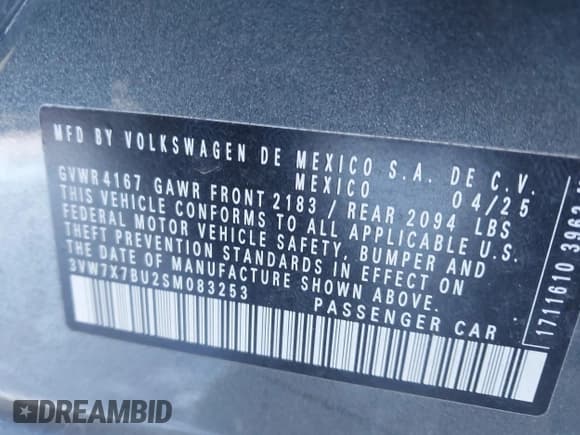 MFD BY VOLKSWAGEN DE MEXICO S.A. DE C.V.
MEXICO 04/25
GVWR 4167 GAWR FRONT 2183 / REAR 2094 LBS
THIS VEHICLE CONFORMS TO ALL APPLICABLE U.S.
FEDERAL MOTOR VEHICLE SAFETY, BUMPER AND
THEFT PREVENTION STANDARDS IN EFFECT ON
THE DATE OF MANUFACTURE SHOWN ABOVE.
3VW7X7BU2SM083253 PASSENGER CAR
1711610
DREAMBID